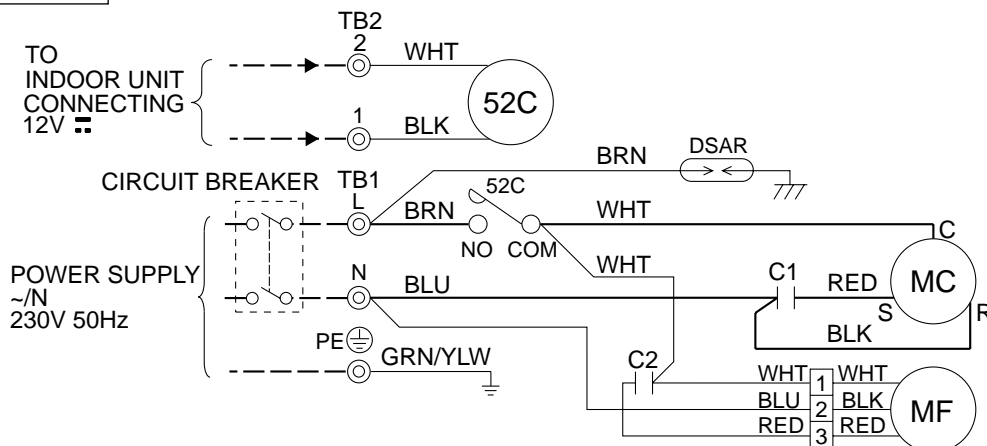 TB2
2
WHT
TO
INDOOR UNIT
CONNECTING
12V
52C
1
BLK
BRN
DSAR
CIRCUIT BREAKER
TB1
L
BRN
52C
NO
COM
WHT
C
POWER SUPPLY
~/N
230V 50Hz
N
BLU
WHT
C1
RED
MC
S
R
BLK
PE
GRN/YLW
C2
WHT 1 WHT
BLU 2 BLK
RED 3 RED
MF